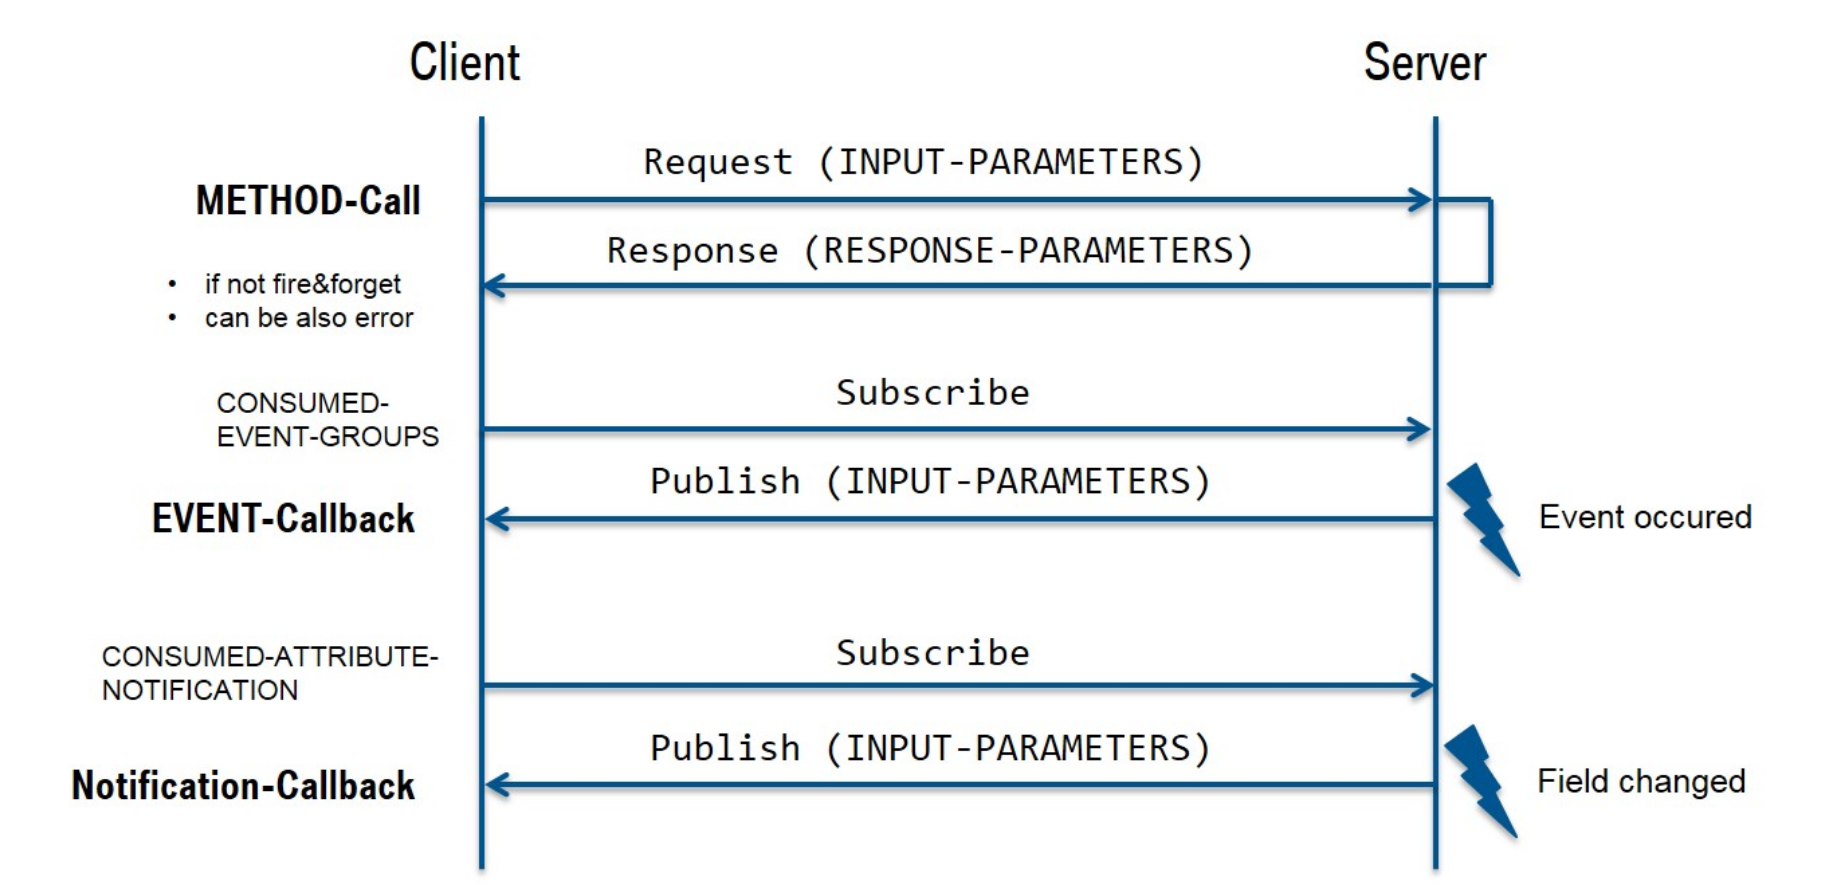 Client
Server
Request (INPUT-PARAMETERS)
METHOD-Call
Response (RESPONSE-PARAMETERS)
• if not fire&forget
• can be also error
Subscribe
CONSUMED-
EVENT-GROUPS
Publish (INPUT-PARAMETERS)
EVENT-Callback
Event occured
Subscribe
CONSUMED-ATTRIBUTE-
NOTIFICATION
Publish (INPUT-PARAMETERS)
Notification-Callback
Field changed